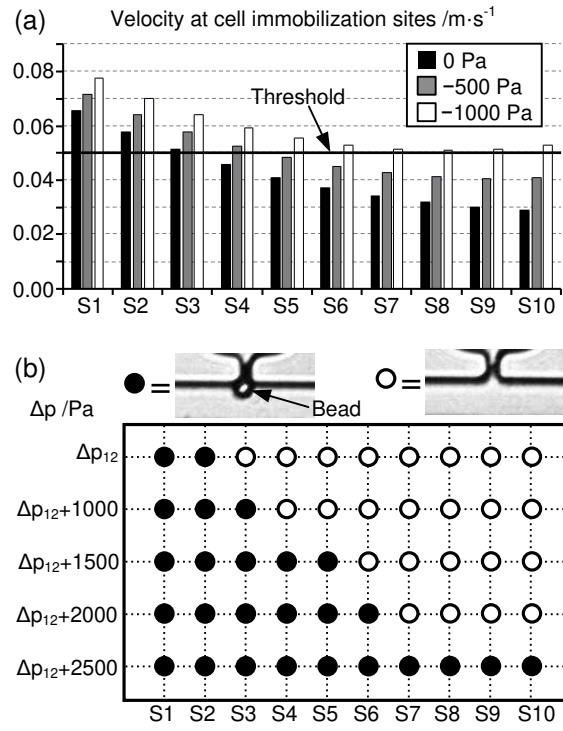 (a) Velocity at cell immobilization sites /m·s⁻¹
0 Pa
−500 Pa
−1000 Pa
Threshold
0.08
0.06
0.04
0.02
0.00
S1 S2 S3 S4 S5 S6 S7 S8 S9 S10
(b)
= =
Bead
Δp /Pa
Δp₁₂
Δp₁₂+1000
Δp₁₂+1500
Δp₁₂+2000
Δp₁₂+2500
S1 S2 S3 S4 S5 S6 S7 S8 S9 S10